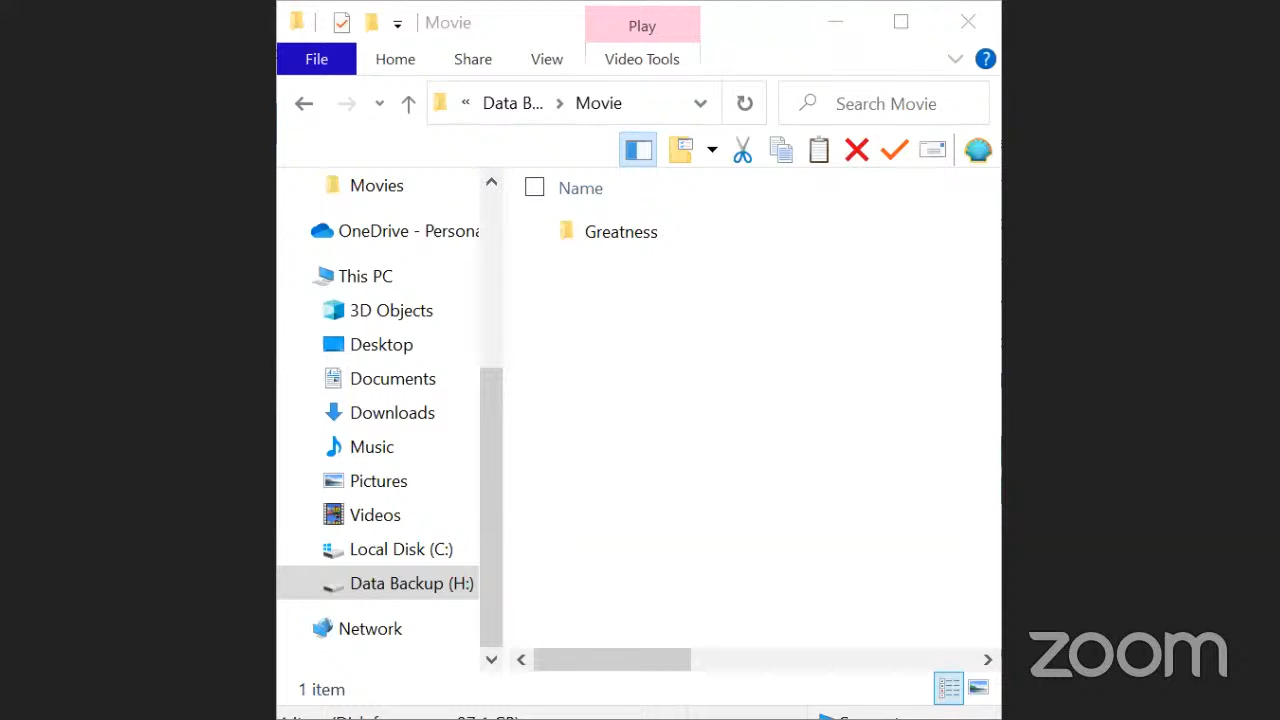 Movie
Play
File Home Share View Video Tools
« Data B... Movie Search Movie
Movies
OneDrive - Persona
This PC
3D Objects
Desktop
Documents
Downloads
Music
Pictures
Videos
Local Disk (C:)
Data Backup (H:)
Network
Name
Greatness
1 item
zoom